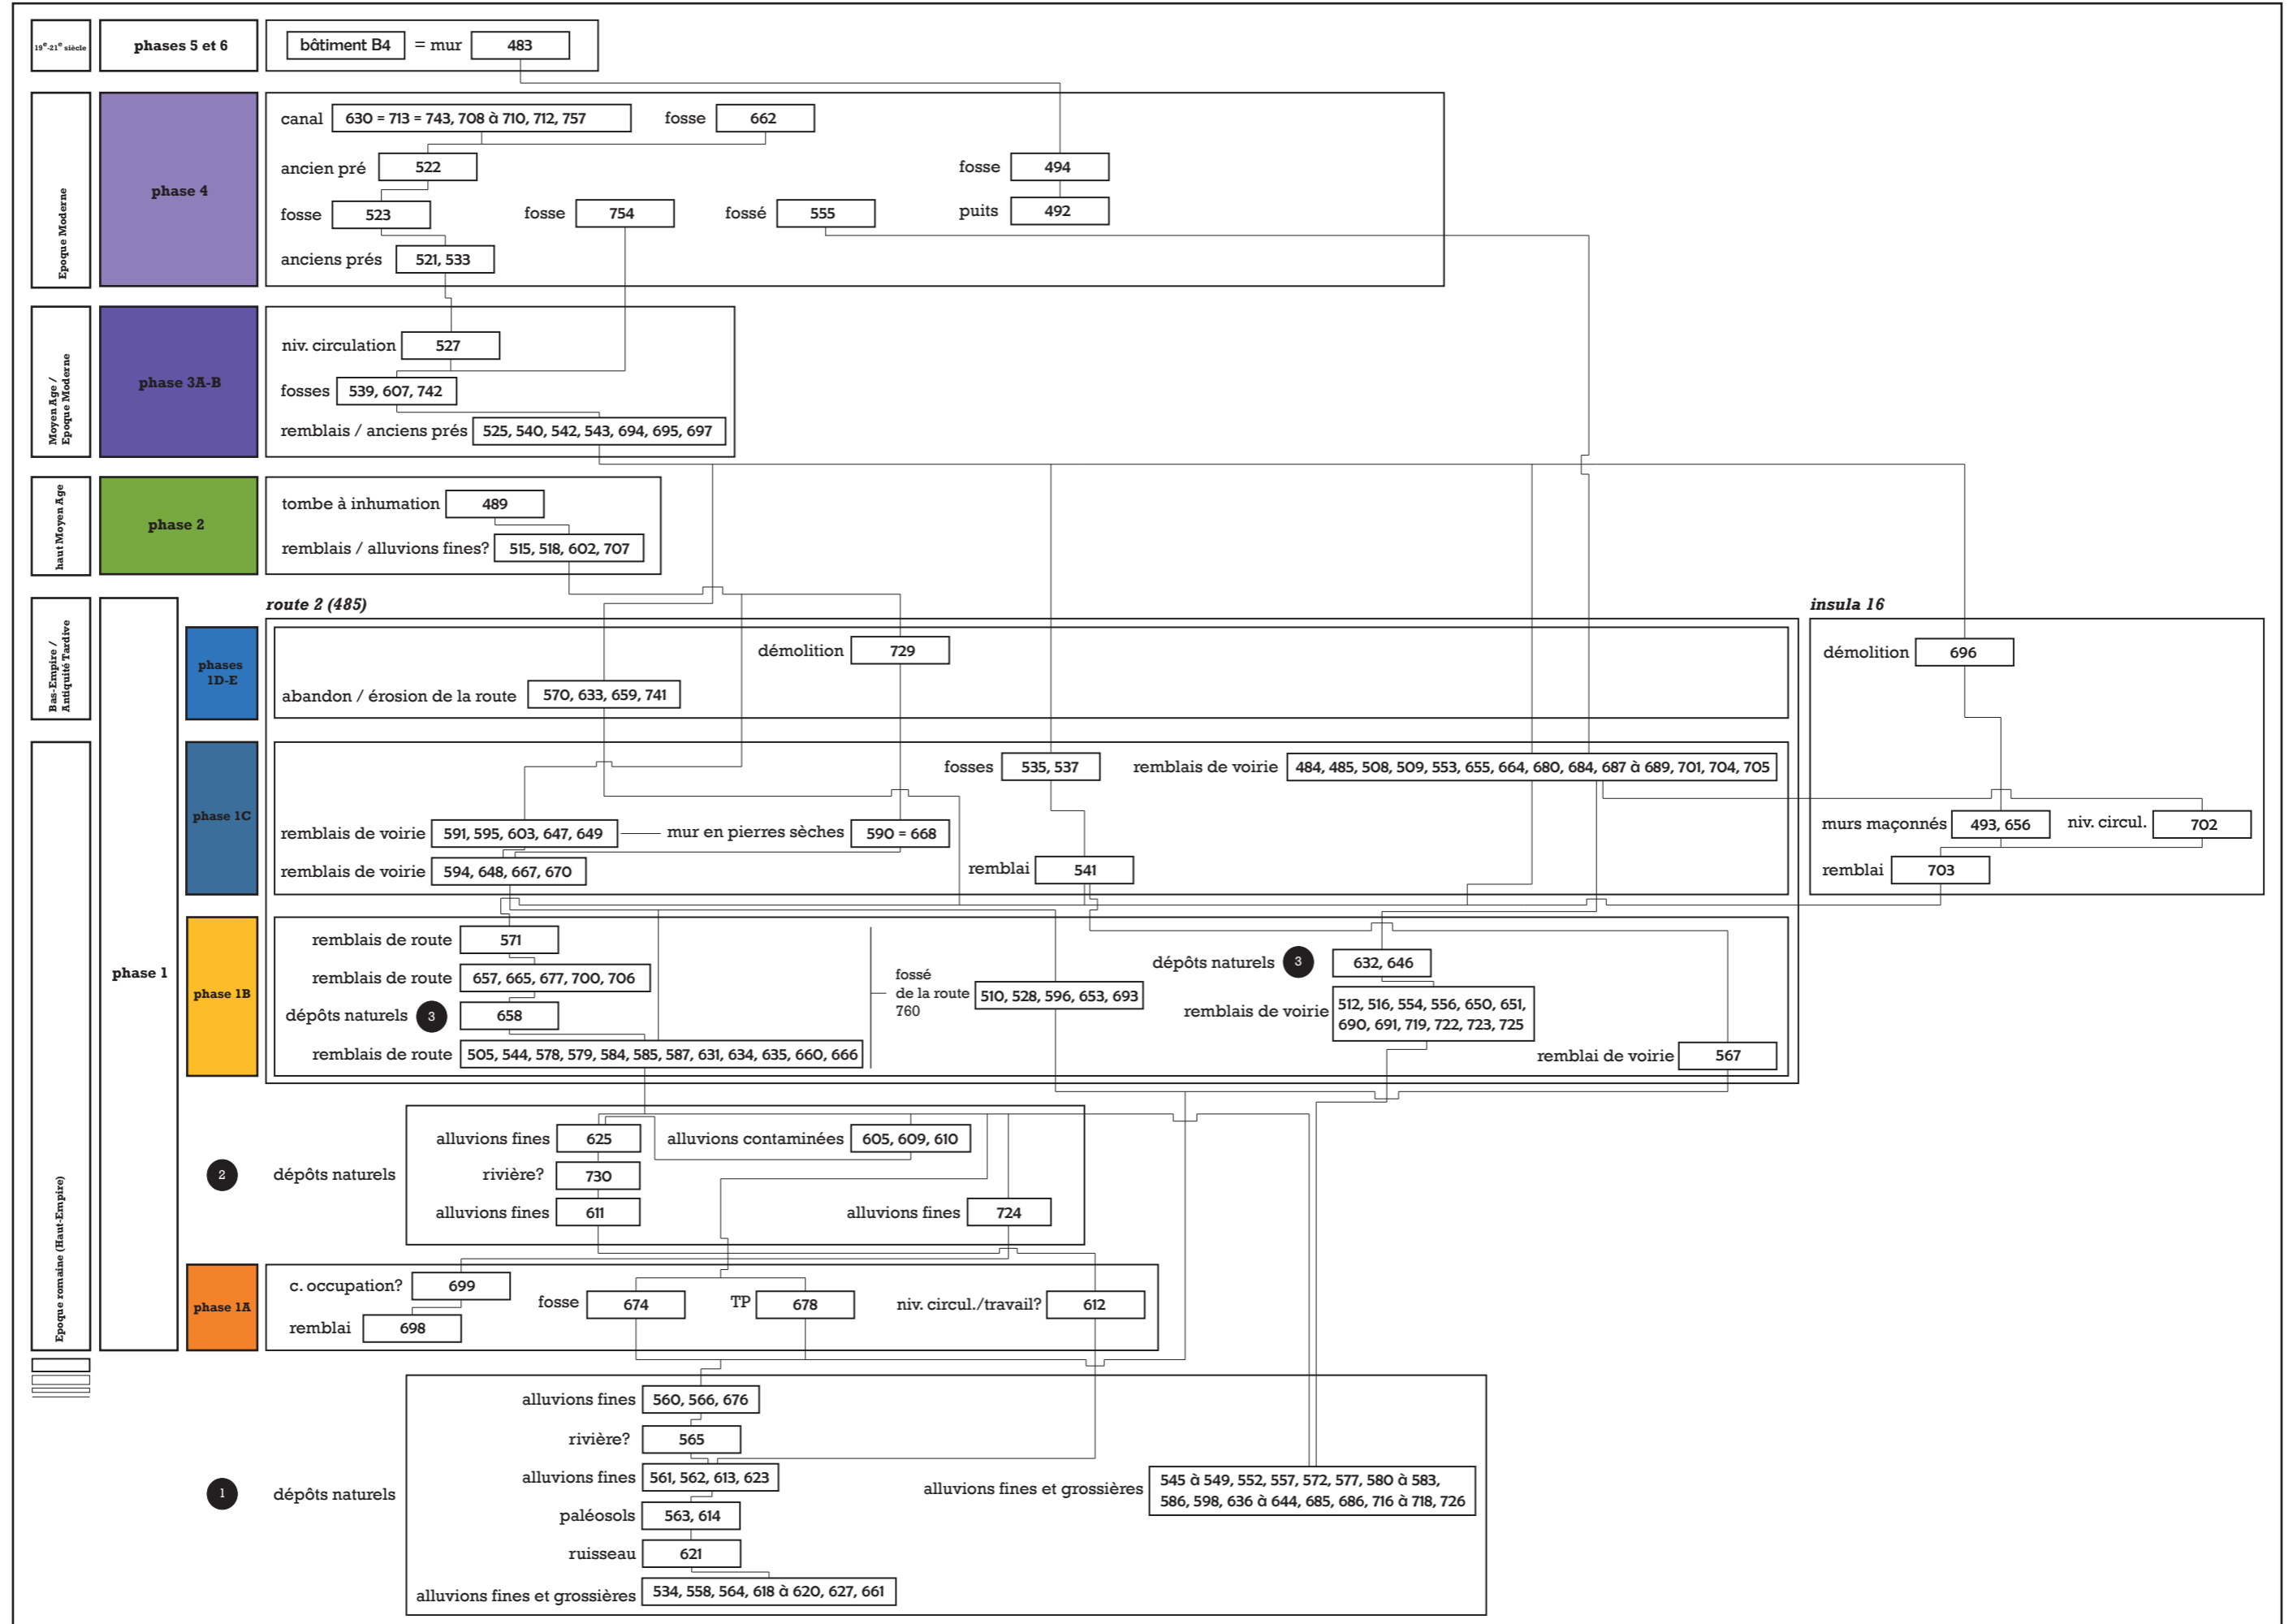 19e-21e siècle
phases 5 et 6
bâtiment B4 = mur 483
Epoque Moderne
phase 4
canal 630 = 713 = 743, 708 à 710, 712, 757
fosse 662
ancien pré 522
fosse 494
fosse 523
fosse 754
fossé 555
puits 492
anciens prés 521, 533
Moyen Age /
Epoque Moderne
phase 3A-B
niv. circulation 527
fosses 539, 607, 742
remblais / anciens prés 525, 540, 542, 543, 694, 695, 697
haut Moyen Age
phase 2
tombe à inhumation 489
remblais / alluvions fines? 515, 518, 602, 707
Bas-Empire /
Antiquité Tardive
Epoque romaine (Haut-Empire)
phase 1
route 2 (485)
insula 16
phases
1D-E
démolition 729
abandon / érosion de la route 570, 633, 659, 741
démolition 696
phase 1C
fosses 535, 537
remblais de voirie 484, 485, 508, 509, 553, 655, 664, 680, 684, 687 à 689, 701, 704, 705
remblais de voirie 591, 595, 603, 647, 649
mur en pierres sèches 590 = 668
remblais de voirie 594, 648, 667, 670
remblai 541
murs maçonnés 493, 656
niv. circul. 702
remblai 703
phase 1B
remblais de route 571
remblais de route 657, 665, 677, 700, 706
dépôts naturels 3 658
remblais de route 505, 544, 578, 579, 584, 585, 587, 631, 634, 635, 660, 666
fossé
de la route
760
510, 528, 596, 653, 693
dépôts naturels 3 632, 646
remblais de voirie 512, 516, 554, 556, 650, 651,
690, 691, 719, 722, 723, 725
remblai de voirie 567
2 dépôts naturels
alluvions fines 625
alluvions contaminées 605, 609, 610
rivière? 730
alluvions fines 611
alluvions fines 724
phase 1A
c. occupation? 699
remblai 698
fosse 674
TP 678
niv. circul./travail? 612
1 dépôts naturels
alluvions fines 560, 566, 676
rivière? 565
alluvions fines 561, 562, 613, 623
paléosols 563, 614
ruisseau 621
alluvions fines et grossières 534, 558, 564, 618 à 620, 627, 661
alluvions fines et grossières 545 à 549, 552, 557, 572, 577, 580 à 583,
586, 598, 636 à 644, 685, 686, 716 à 718, 726